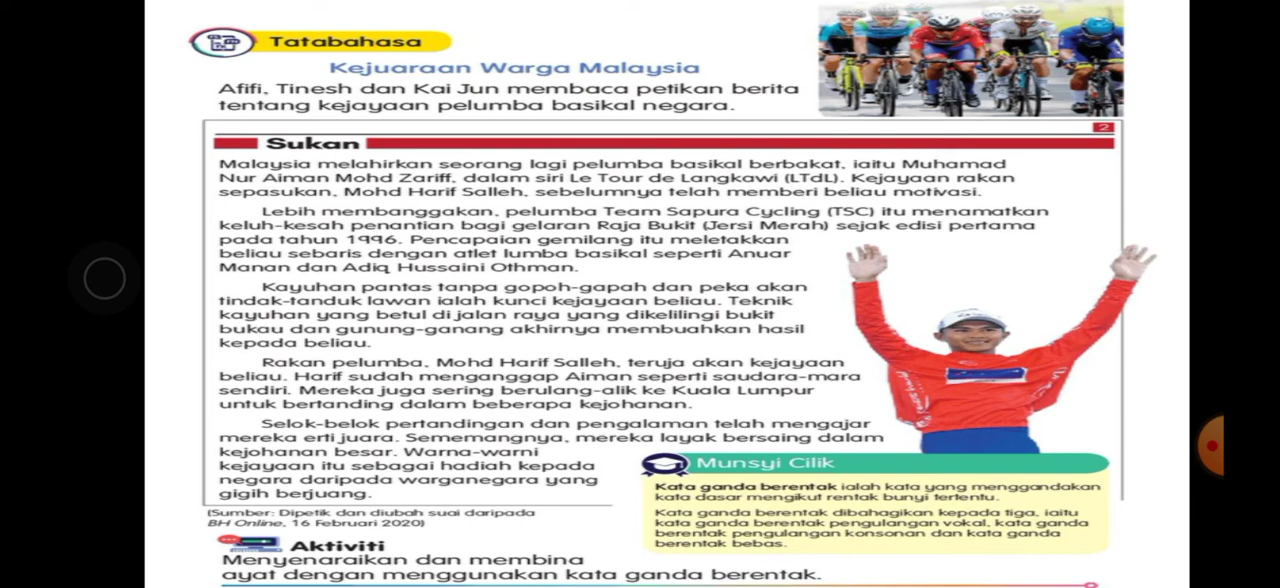 Tatabahasa
Kejuaraan Warga Malaysia
Afifi, Tinesh dan Kai Jun membaca petikan berita
tentang kejayaan pelumba basikal negara.
2
Sukan
Malaysia melahirkan seorang lagi pelumba basikal berbakat, iaitu Muhamad
Nur Aiman Mohd Zariff, dalam siri Le Tour de Langkawi (LTdL). Kejayaan rakan
sepasukan, Mohd Harif Salleh, sebelumnya telah memberi beliau motivasi.
Lebih membanggakan, pelumba Team Sapura Cycling (TSC) itu menamatkan
keluh-kesah penantian bagi gelaran Raja Bukit (Jersi Merah) sejak edisi pertama
pada tahun 1996. Pencapaian gemilang itu meletakkan
beliau sebaris dengan atlet lumba basikal seperti Anuar
Manan dan Adiq Hussaini Othman.
Kayuhan pantas tanpa gopoh-gapah dan peka akan
tindak-tanduk lawan ialah kunci kejayaan beliau. Teknik
kayuhan yang betul di jalan raya yang dikelilingi bukit
bukau dan gunung-ganang akhirnya membuahkan hasil
kepada beliau.
Rakan pelumba, Mohd Harif Salleh, teruja akan kejayaan
beliau. Harif sudah menganggap Aiman seperti saudara-mara
sendiri. Mereka juga sering berulang-alik ke Kuala Lumpur
untuk bertanding dalam beberapa kejohanan.
Selok-belok pertandingan dan pengalaman telah mengajar
mereka erti juara. Sememangnya, mereka layak bersaing dalam
kejohanan besar. Warna-warni
kejayaan itu sebagai hadiah kepada
negara daripada warganegara yang
gigih berjuang.
(Sumber: Dipetik dan diubah suai daripada
BH Online, 16 Februari 2020)
Munsyi Cilik
Kata ganda berentak ialah kata yang menggandakan
kata dasar mengikut rentak bunyi tertentu.
Kata ganda berentak dibahagikan kepada tiga, iaitu
kata ganda berentak pengulangan vokal, kata ganda
berentak pengulangan konsonan dan kata ganda
berentak bebas.
Aktiviti
Menyenaraikan dan membina
ayat dengan menggunakan kata ganda berentak.